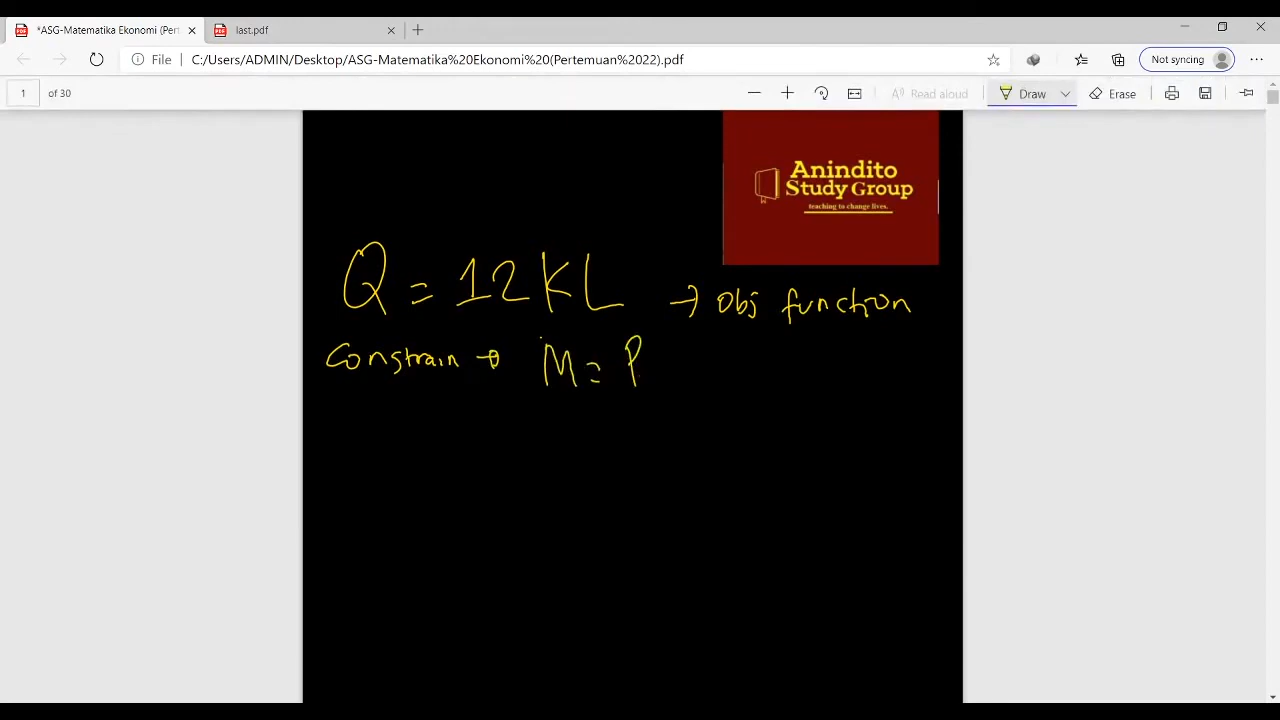 *ASG-Matematika Ekonomi (Pert
last.pdf
File C:/Users/ADMIN/Desktop/ASG-Matematika%20Ekonomi%20(Pertemuan%2022).pdf
Not syncing
1 of 30
Read aloud
Draw
Erase
Anindito
Study Group
teaching to change lives.
Q = 12KL → Obj function
Constrain → M = P